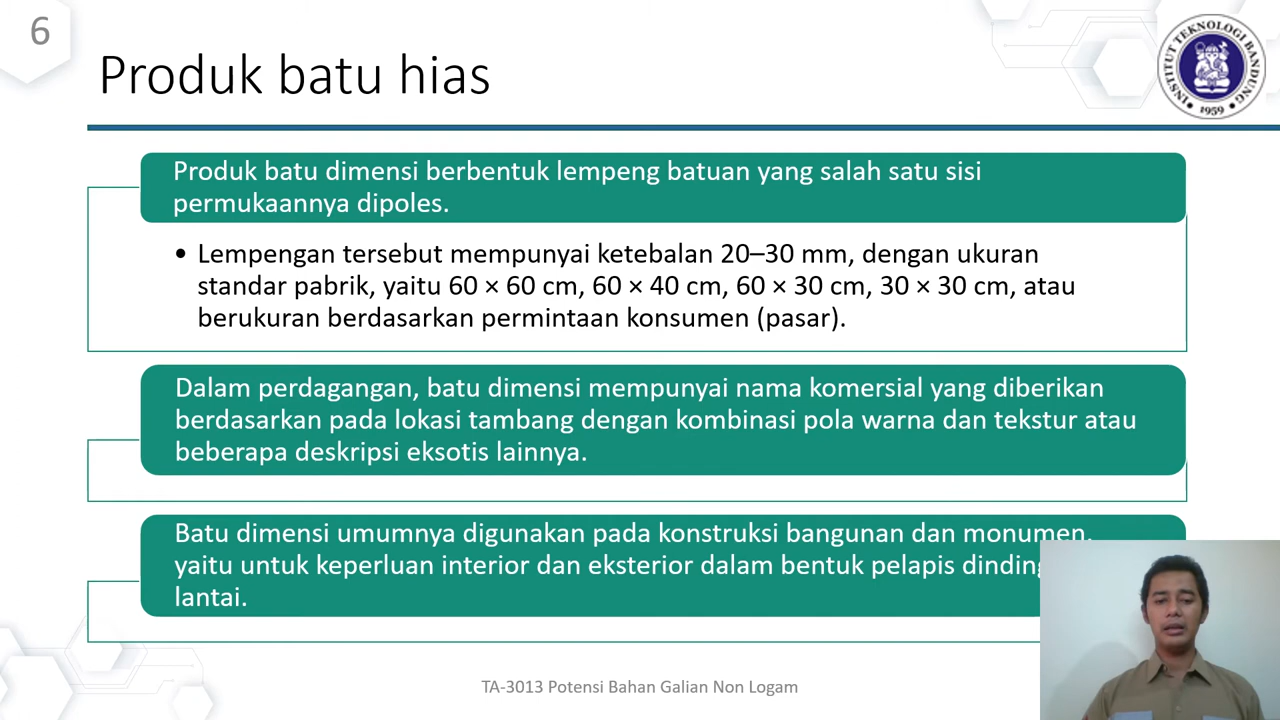 6
Produk batu hias
INSTITUT TEKNOLOGI BANDUNG
1959
Produk batu dimensi berbentuk lempeng batuan yang salah satu sisi
permukaannya dipoles.
• Lempengan tersebut mempunyai ketebalan 20–30 mm, dengan ukuran
standar pabrik, yaitu 60 × 60 cm, 60 × 40 cm, 60 × 30 cm, 30 × 30 cm, atau
berukuran berdasarkan permintaan konsumen (pasar).
Dalam perdagangan, batu dimensi mempunyai nama komersial yang diberikan
berdasarkan pada lokasi tambang dengan kombinasi pola warna dan tekstur atau
beberapa deskripsi eksotis lainnya.
Batu dimensi umumnya digunakan pada konstruksi bangunan dan monumen,
yaitu untuk keperluan interior dan eksterior dalam bentuk pelapis dinding
lantai.
TA-3013 Potensi Bahan Galian Non Logam